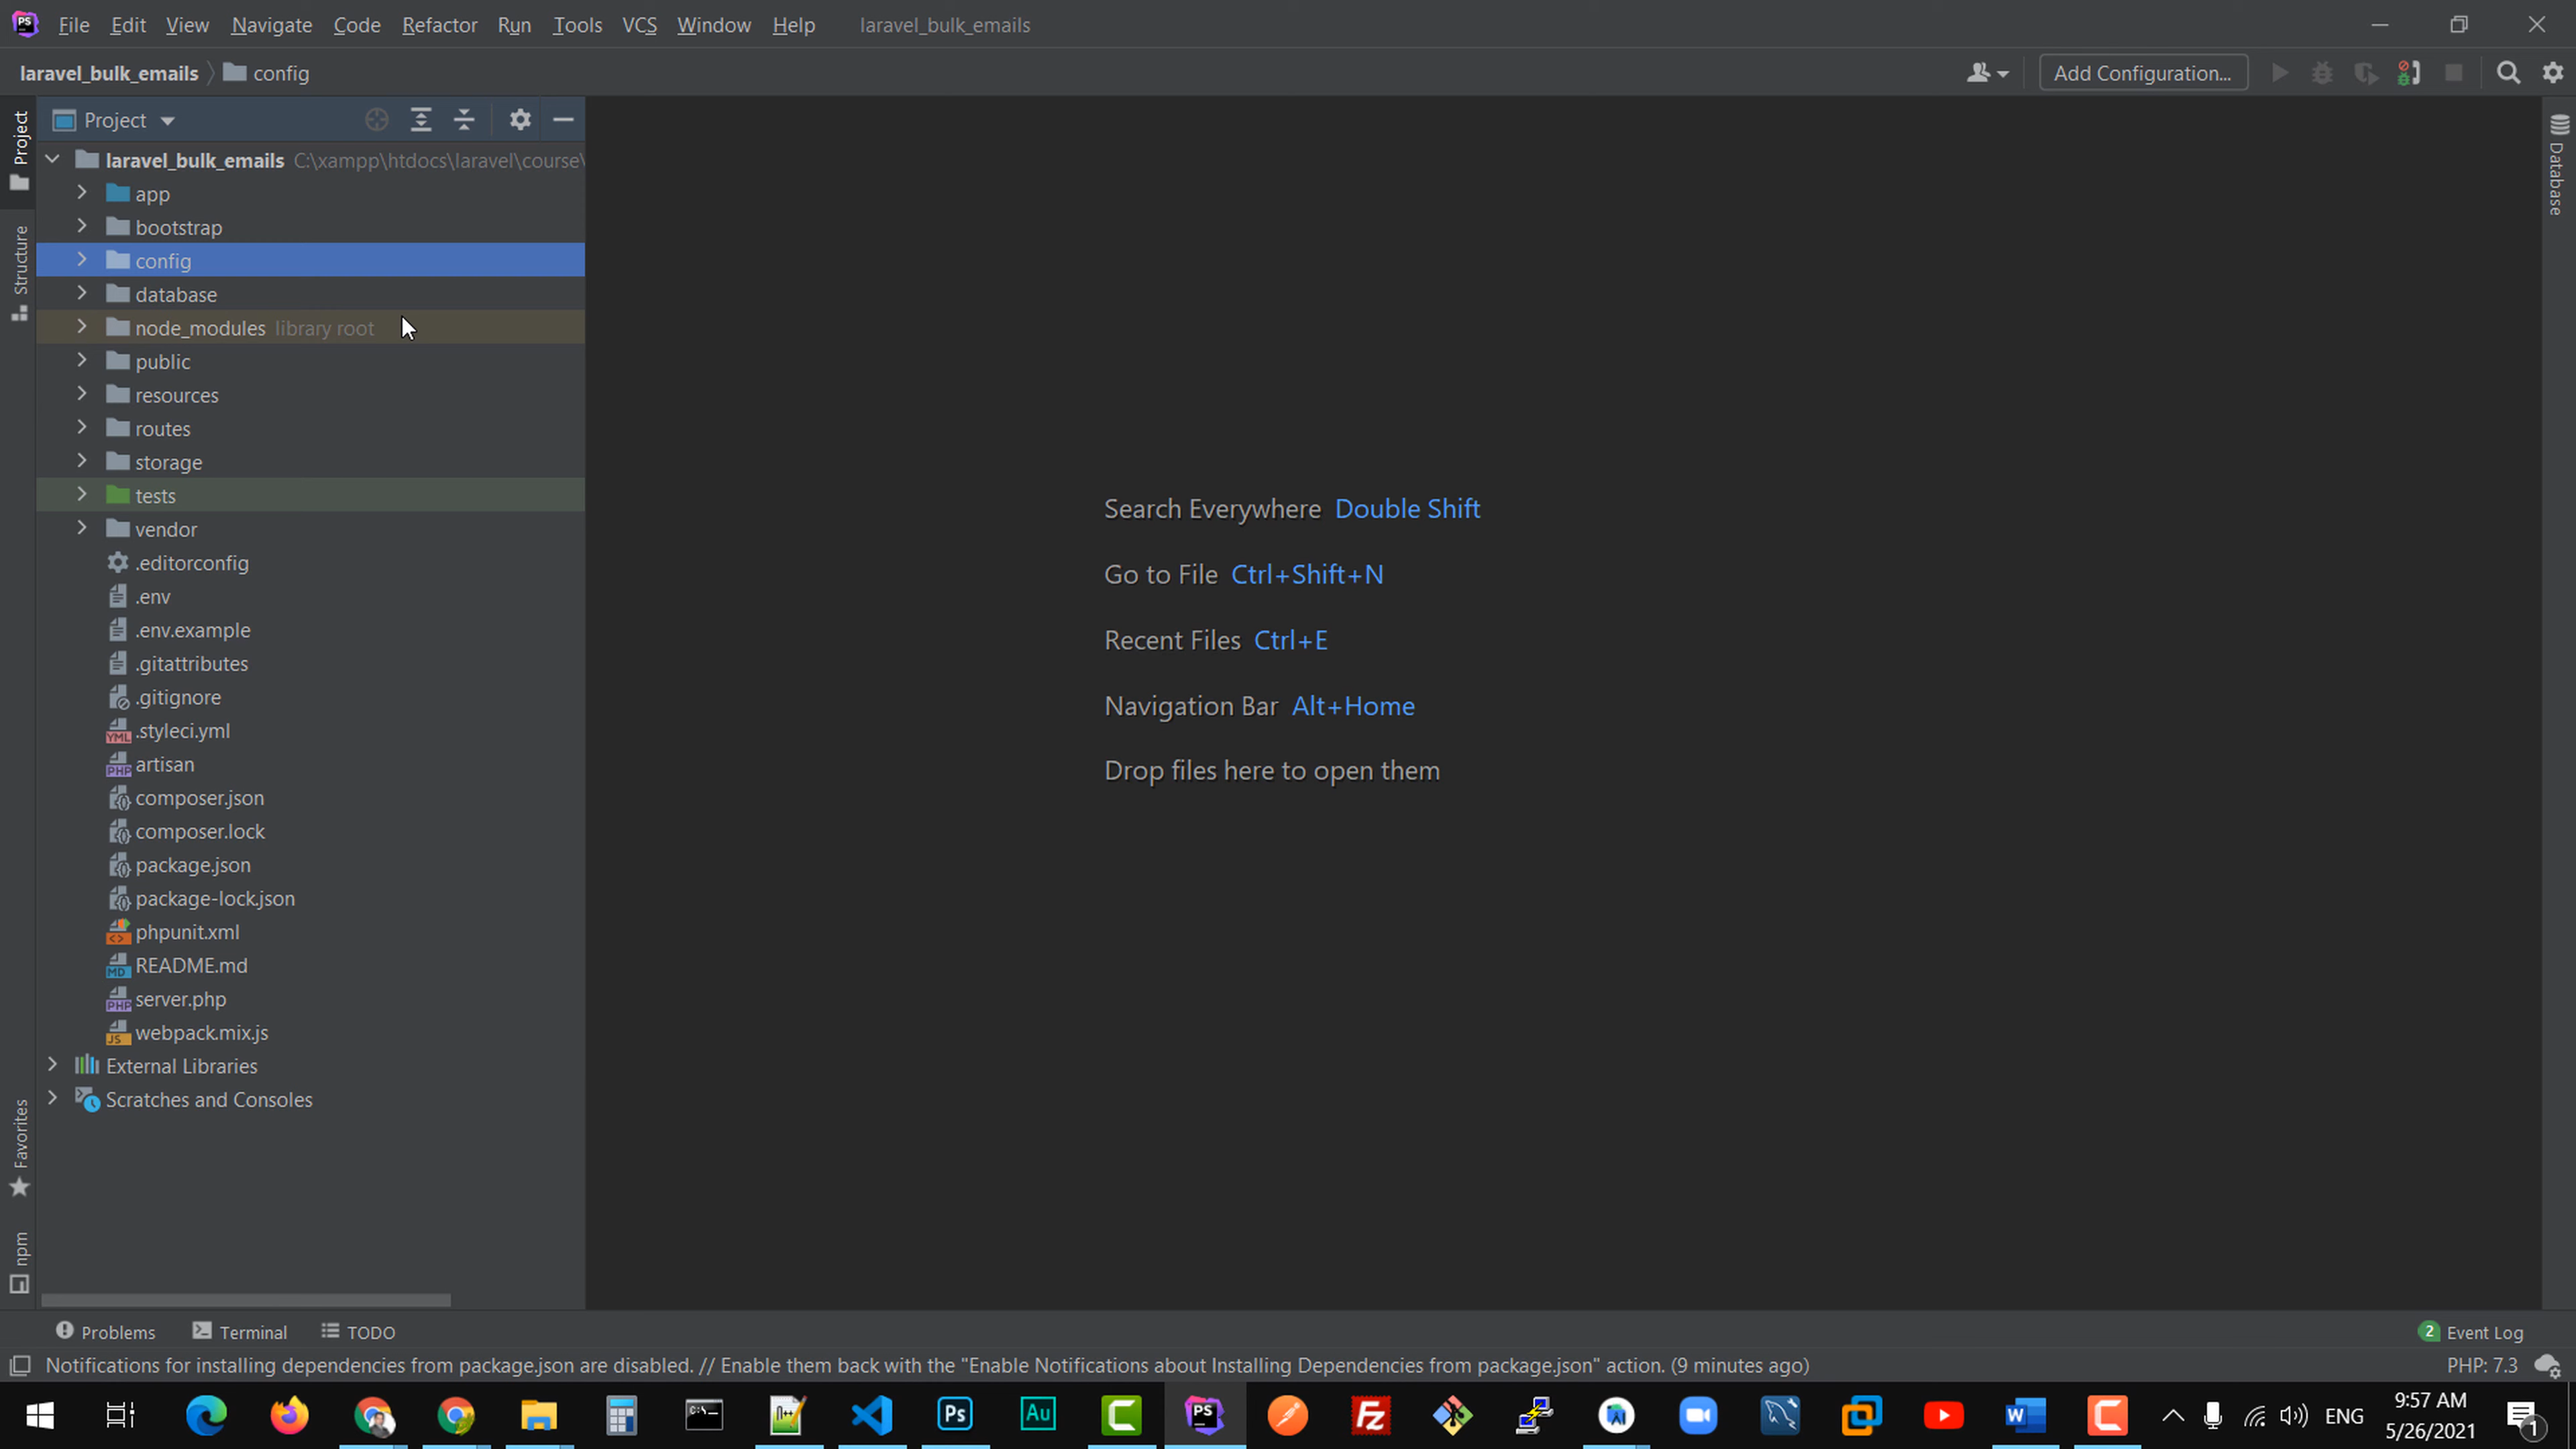 File Edit View Navigate Code Refactor Run Tools VCS Window Help laravel_bulk_emails
laravel_bulk_emails config Add Configuration...
Project
laravel_bulk_emails C:\xampp\htdocs\laravel\course\
app
bootstrap
config
database
node_modules library root
public
resources
routes
storage
tests
vendor
.editorconfig
.env
.env.example
.gitattributes
.gitignore
.styleci.yml
artisan
composer.json
composer.lock
package.json
package-lock.json
phpunit.xml
README.md
server.php
webpack.mix.js
External Libraries
Scratches and Consoles
Project
Structure
Favorites
npm
Search Everywhere Double Shift
Go to File Ctrl+Shift+N
Recent Files Ctrl+E
Navigation Bar Alt+Home
Drop files here to open them
Database
Problems Terminal TODO 2 Event Log
Notifications for installing dependencies from package.json are disabled. // Enable them back with the "Enable Notifications about Installing Dependencies from package.json" action. (9 minutes ago) PHP: 7.3
ENG 9:57 AM
5/26/2021
1